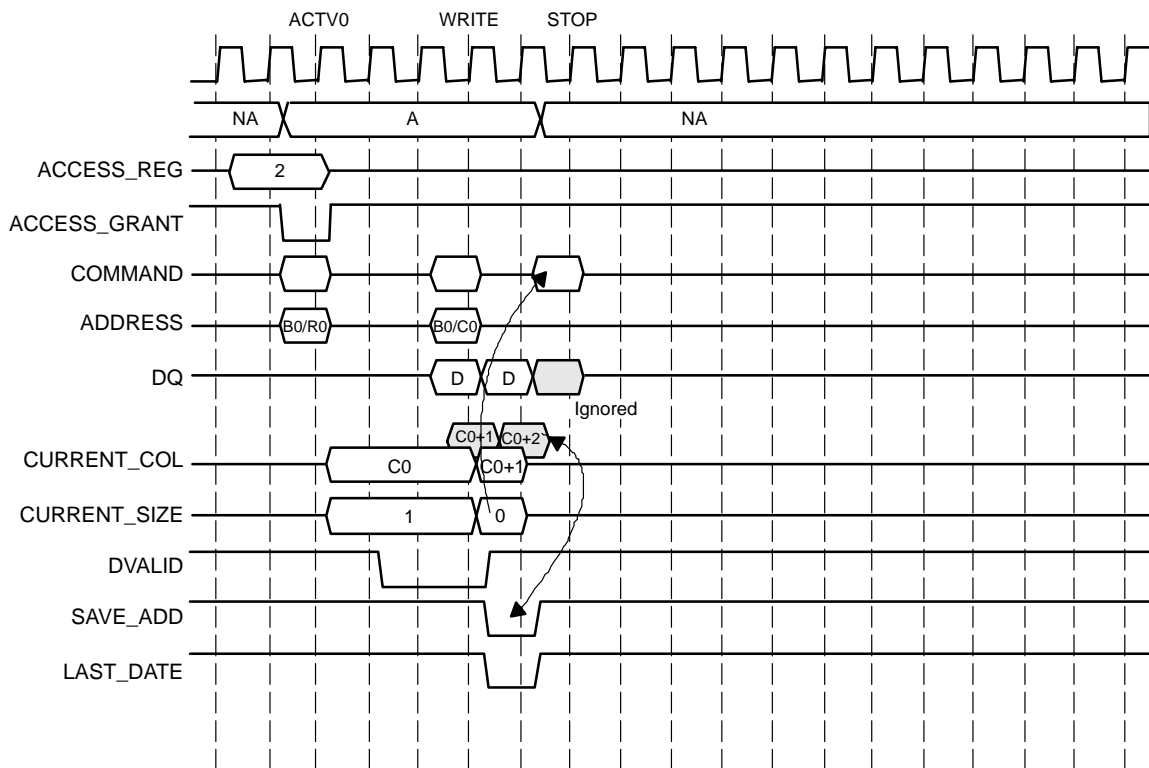 ACTV0 WRITE STOP
NA A NA
ACCESS_REG 2
ACCESS_GRANT
COMMAND
ADDRESS B0/R0 B0/C0
DQ D D
Ignored
C0+1 C0+2
CURRENT_COL C0 C0+1
CURRENT_SIZE 1 0
DVALID
SAVE_ADD
LAST_DATE